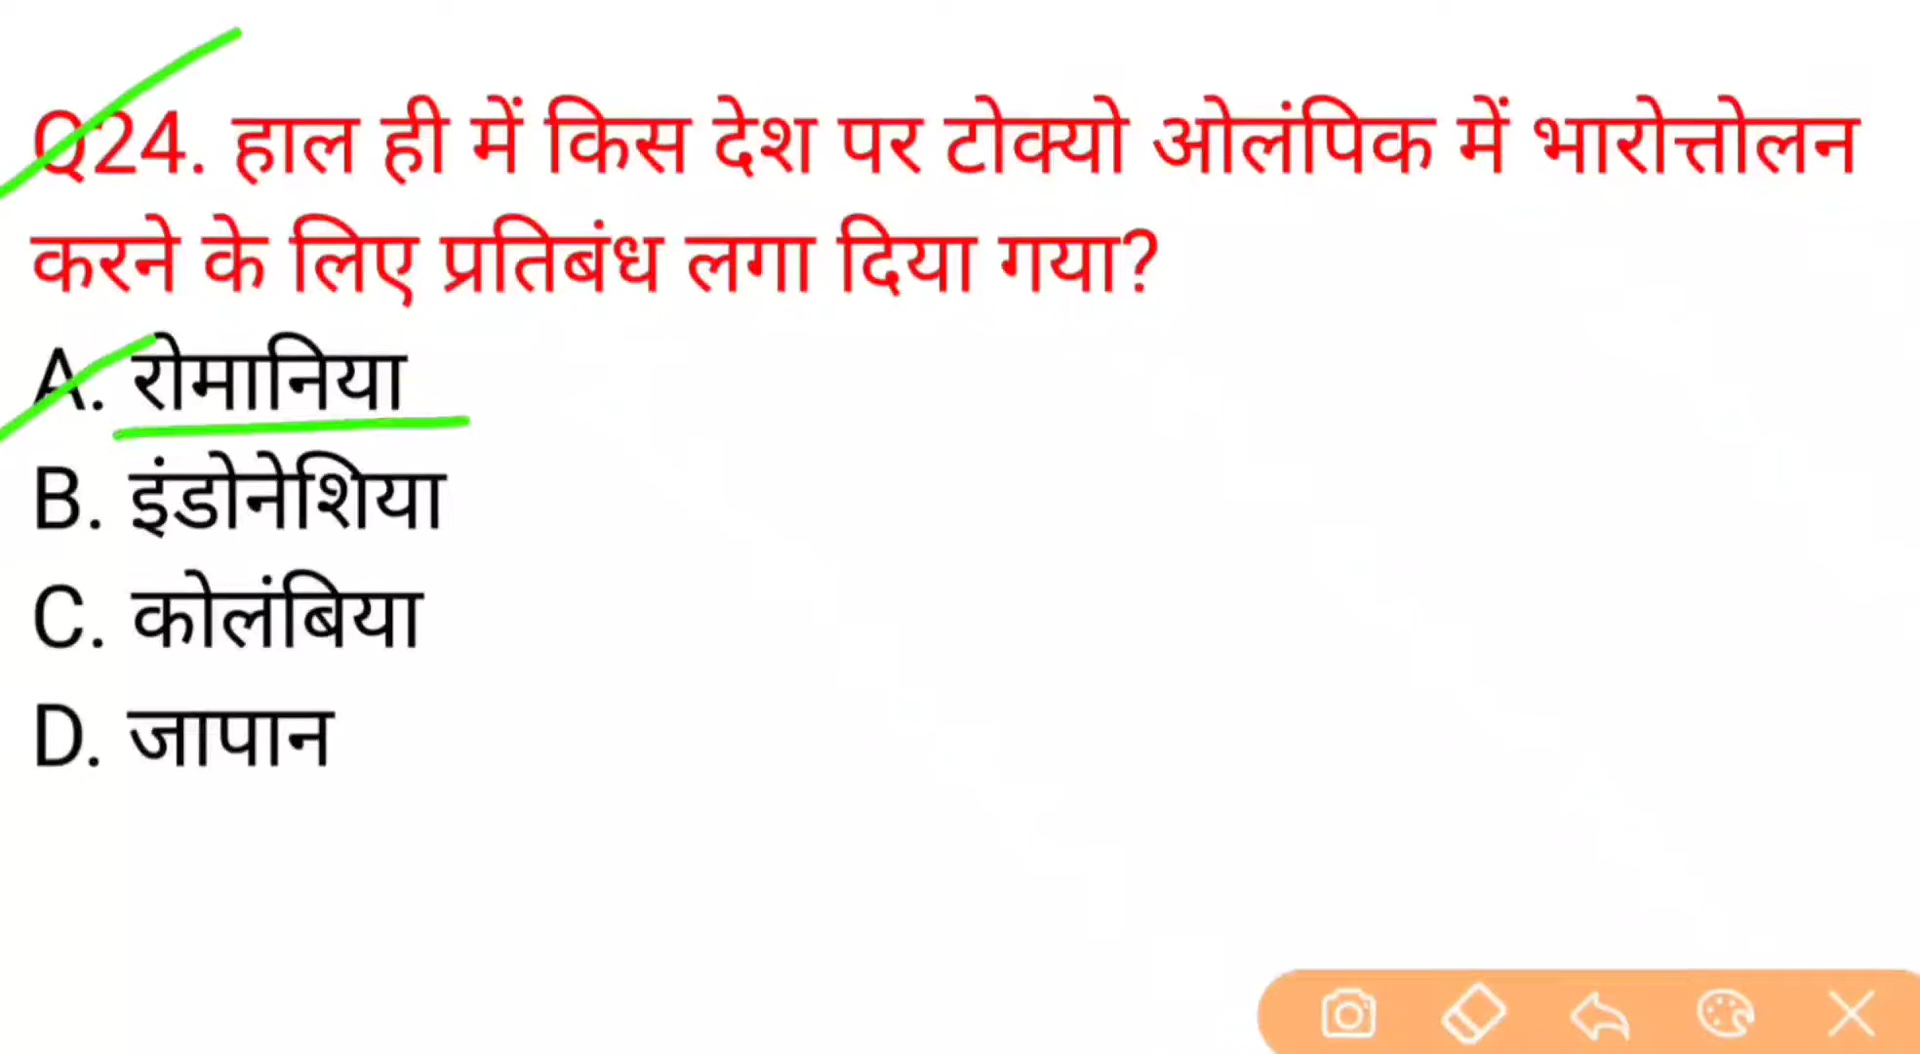 Q24. हाल ही में किस देश पर टोक्यो ओलंपिक में भारोत्तोलन
करने के लिए प्रतिबंध लगा दिया गया?
A. रोमानिया
B. इंडोनेशिया
C. कोलंबिया
D. जापान